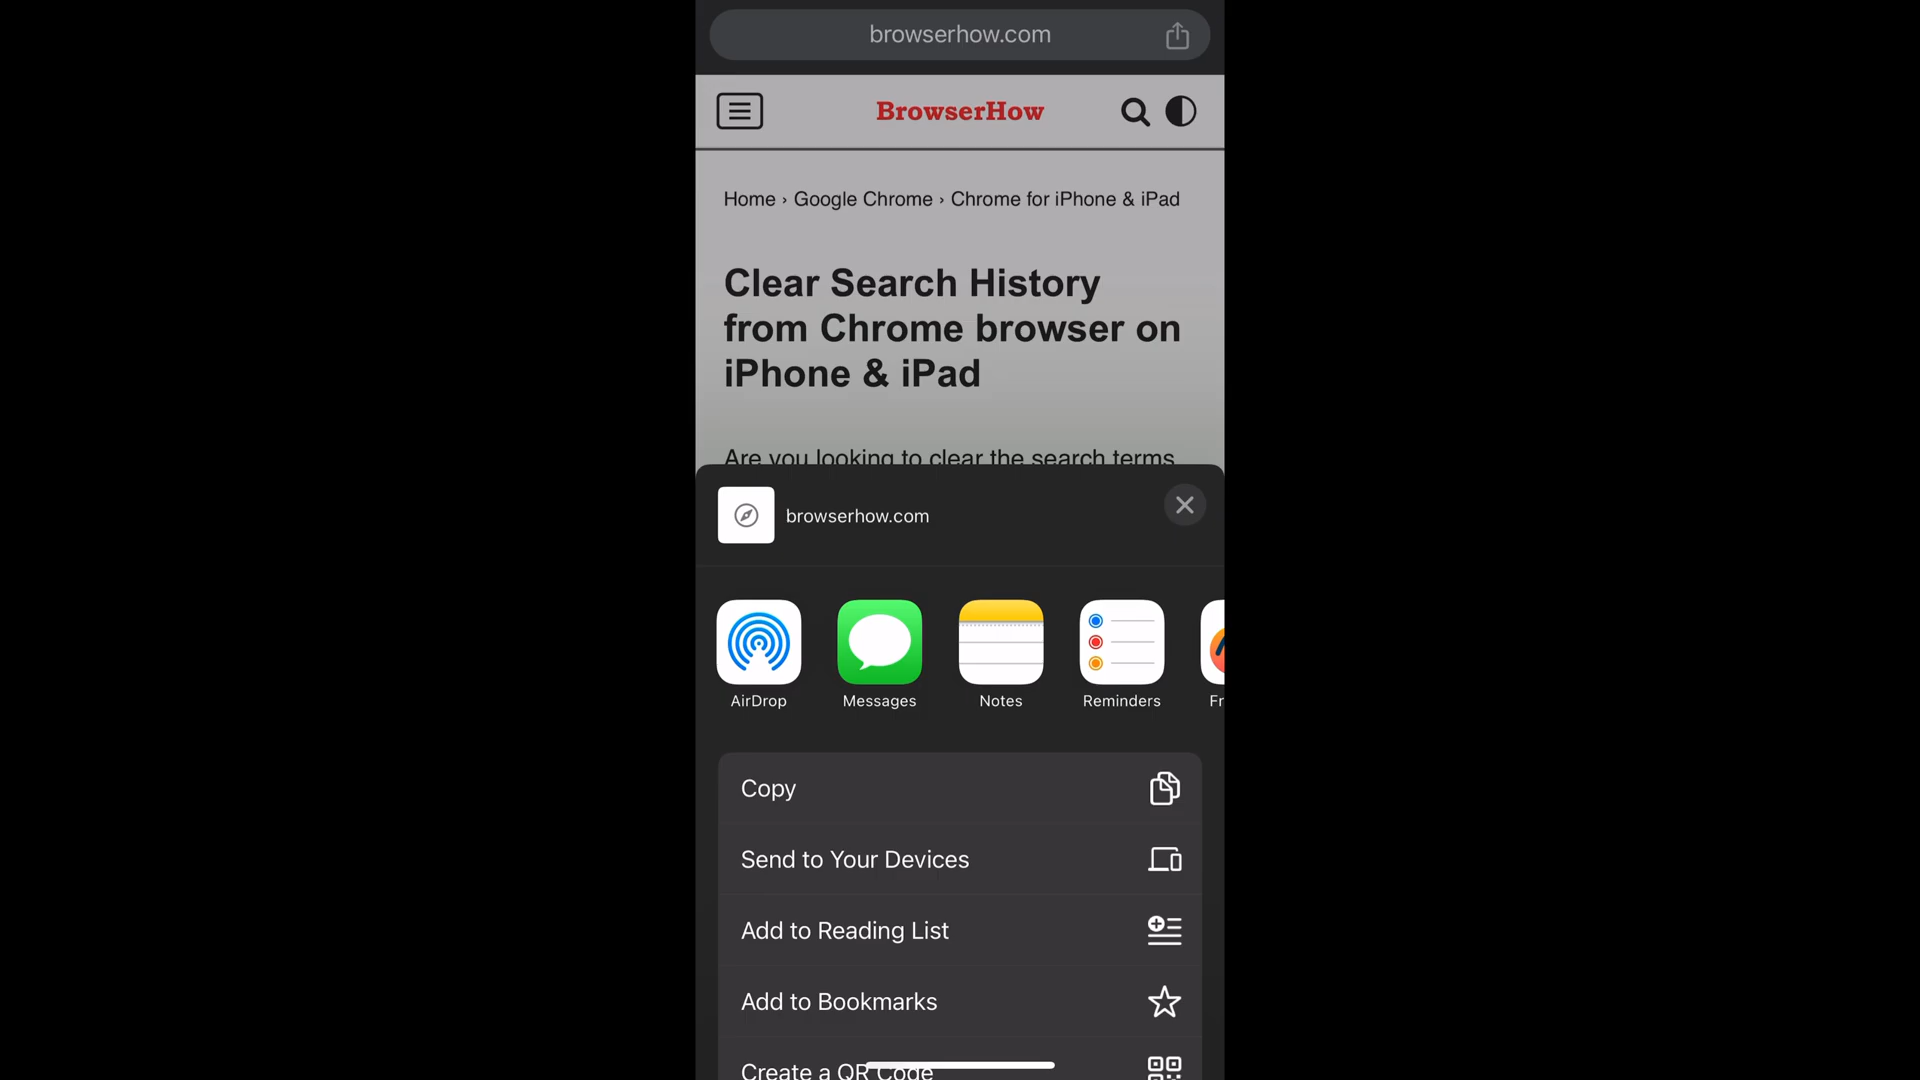 browserhow.com
BrowserHow
Home › Google Chrome › Chrome for iPhone & iPad
Clear Search History
from Chrome browser on
iPhone & iPad
Are you looking to clear the search terms
browserhow.com
AirDrop
Messages
Notes
Reminders
Fr
Copy
Send to Your Devices
Add to Reading List
Add to Bookmarks
Create a QR Code